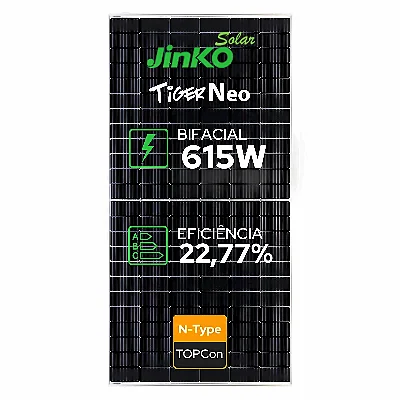 Solar
JinKO
TIGER Neo
BIFACIAL
615W
A
B
C
EFICIÊNCIA
22,77%
N-Type
TOPCon